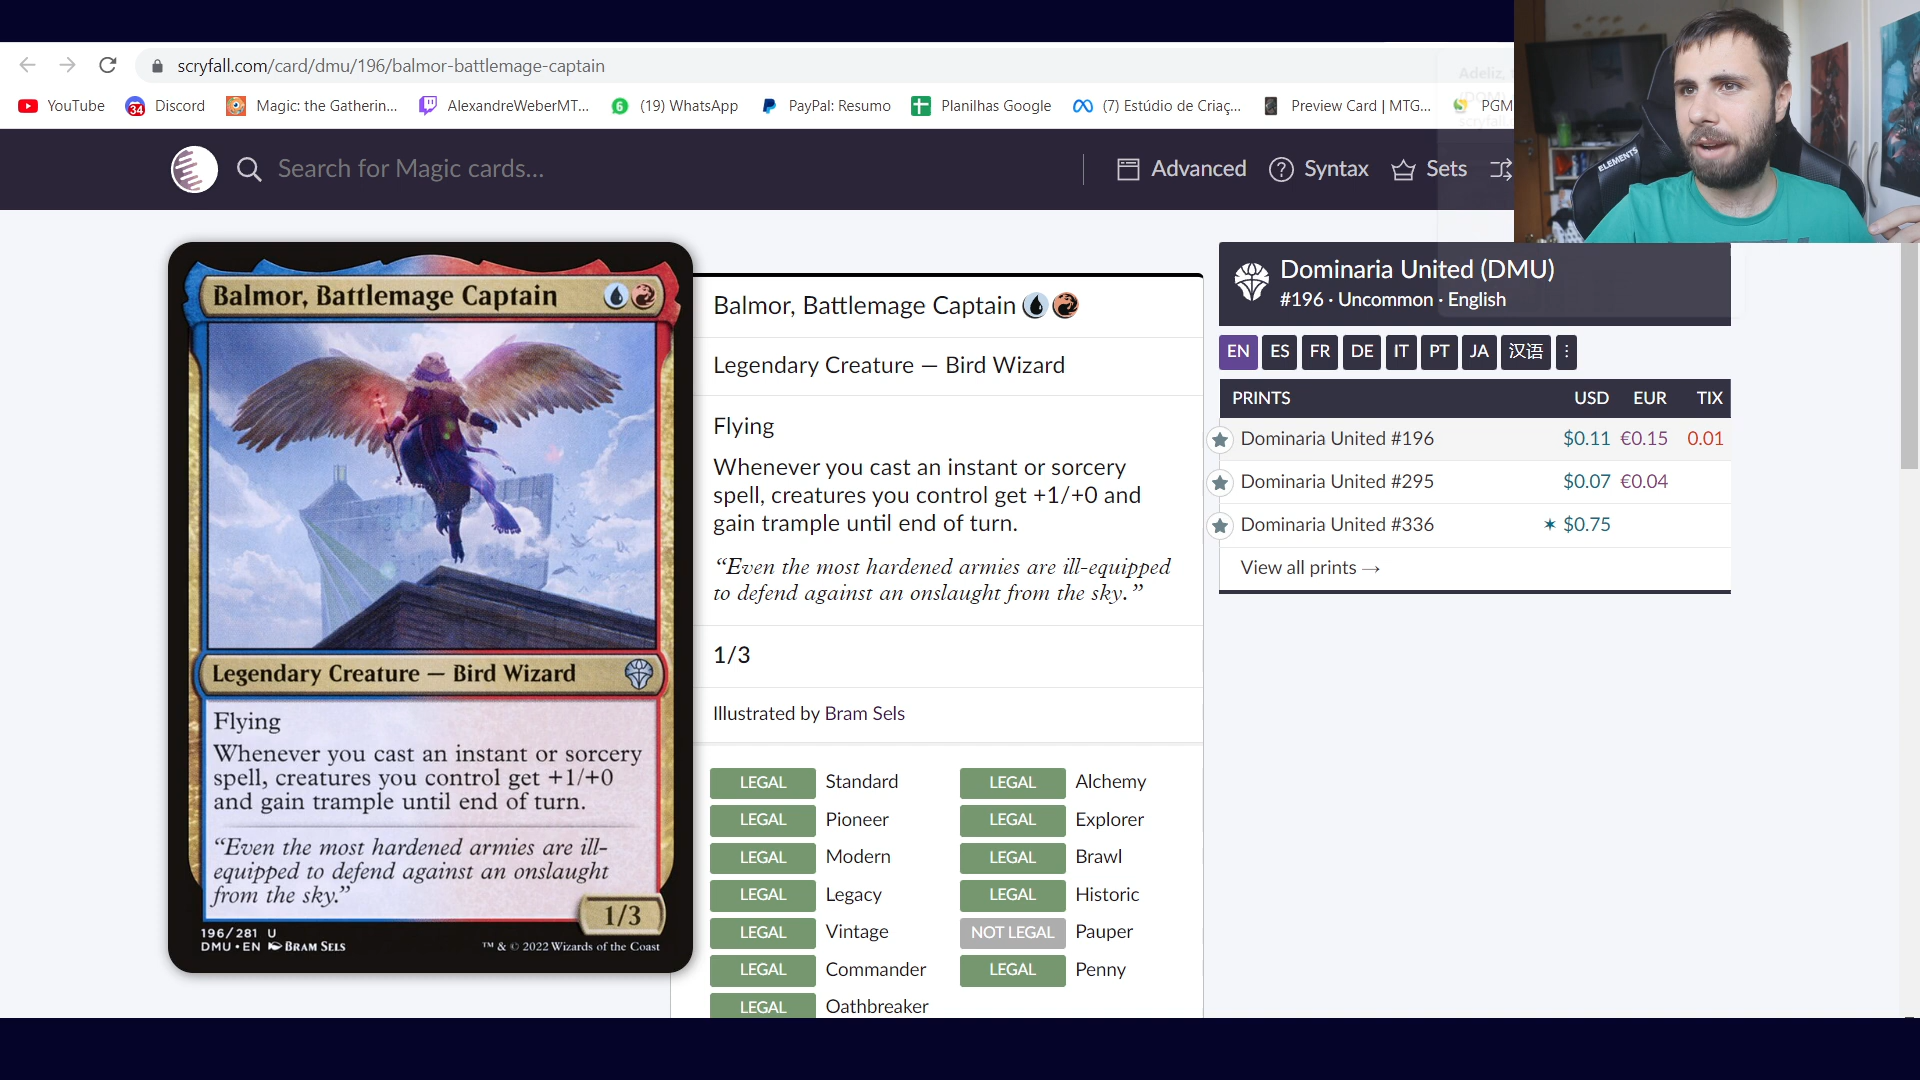 scryfall.com/card/dmu/196/balmor-battlemage-captain
YouTube
34
Discord
Magic: the Gatherin...
AlexandreWeberMT...
6
(19) WhatsApp
PayPal: Resumo
Planilhas Google
(7) Estúdio de Criaç...
Preview Card | MTG...
PGM
Adeliz,
scryfall
Search for Magic cards...
Advanced
Syntax
Sets
ELEMENTS
Balmor, Battlemage Captain
Legendary Creature — Bird Wizard
Flying
Whenever you cast an instant or sorcery
spell, creatures you control get +1/+0
and gain trample until end of turn.
“Even the most hardened armies are ill-
equipped to defend against an onslaught
from the sky.”
1/3
196/281 U
DMU • EN BRAM SELS
™ & © 2022 Wizards of the Coast
Balmor, Battlemage Captain
Legendary Creature — Bird Wizard
Flying
Whenever you cast an instant or sorcery
spell, creatures you control get +1/+0 and
gain trample until end of turn.
“Even the most hardened armies are ill-equipped
to defend against an onslaught from the sky.”
1/3
Illustrated by Bram Sels
LEGAL Standard LEGAL Alchemy
LEGAL Pioneer LEGAL Explorer
LEGAL Modern LEGAL Brawl
LEGAL Legacy LEGAL Historic
LEGAL Vintage NOT LEGAL Pauper
LEGAL Commander LEGAL Penny
LEGAL Oathbreaker
Dominaria United (DMU)
#196 · Uncommon · English
EN ES FR DE IT PT JA 汉语 ⋮
PRINTS USD EUR TIX
Dominaria United #196 $0.11 €0.15 0.01
Dominaria United #295 $0.07 €0.04
Dominaria United #336 ✶ $0.75
View all prints →